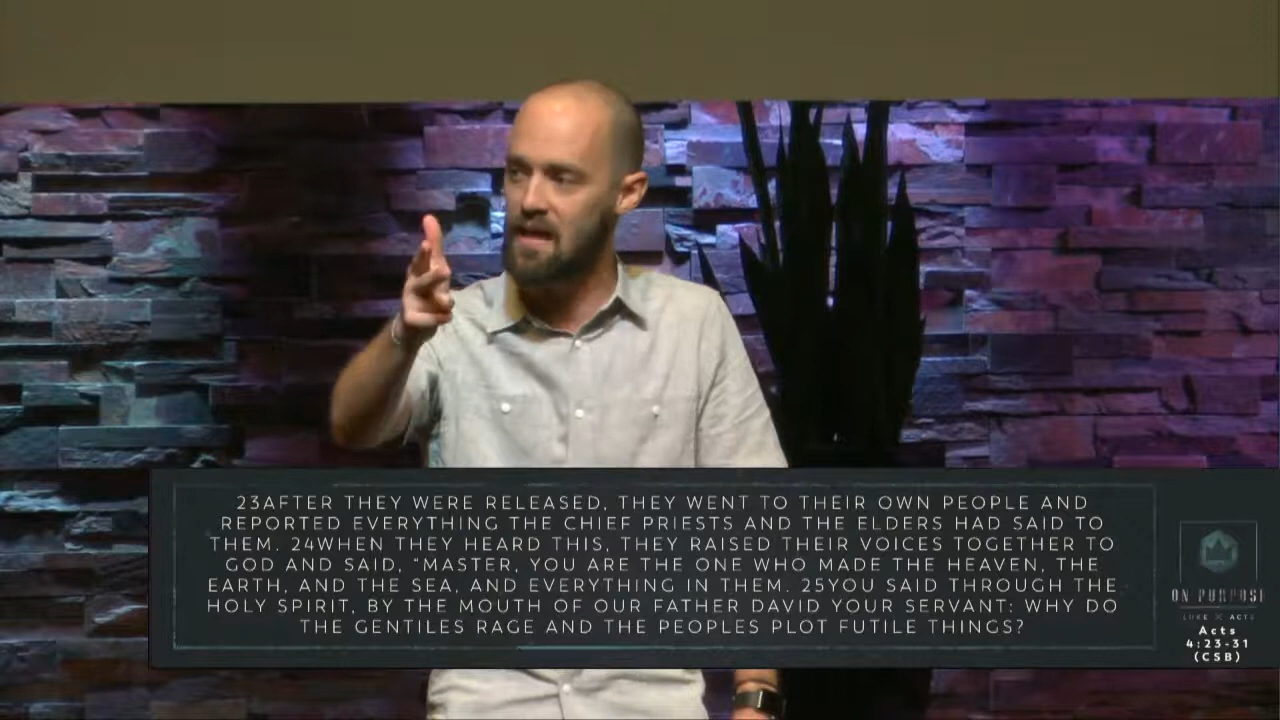 23AFTER THEY WERE RELEASED, THEY WENT TO THEIR OWN PEOPLE AND
REPORTED EVERYTHING THE CHIEF PRIESTS AND THE ELDERS HAD SAID TO
THEM. 24WHEN THEY HEARD THIS, THEY RAISED THEIR VOICES TOGETHER TO
GOD AND SAID, "MASTER, YOU ARE THE ONE WHO MADE THE HEAVEN, THE
EARTH, AND THE SEA, AND EVERYTHING IN THEM. 25YOU SAID THROUGH THE
HOLY SPIRIT, BY THE MOUTH OF OUR FATHER DAVID YOUR SERVANT: WHY DO
THE GENTILES RAGE AND THE PEOPLES PLOT FUTILE THINGS?
ON PURPOSE
LUKE X ACTS
Acts
4:23-31
(CSB)